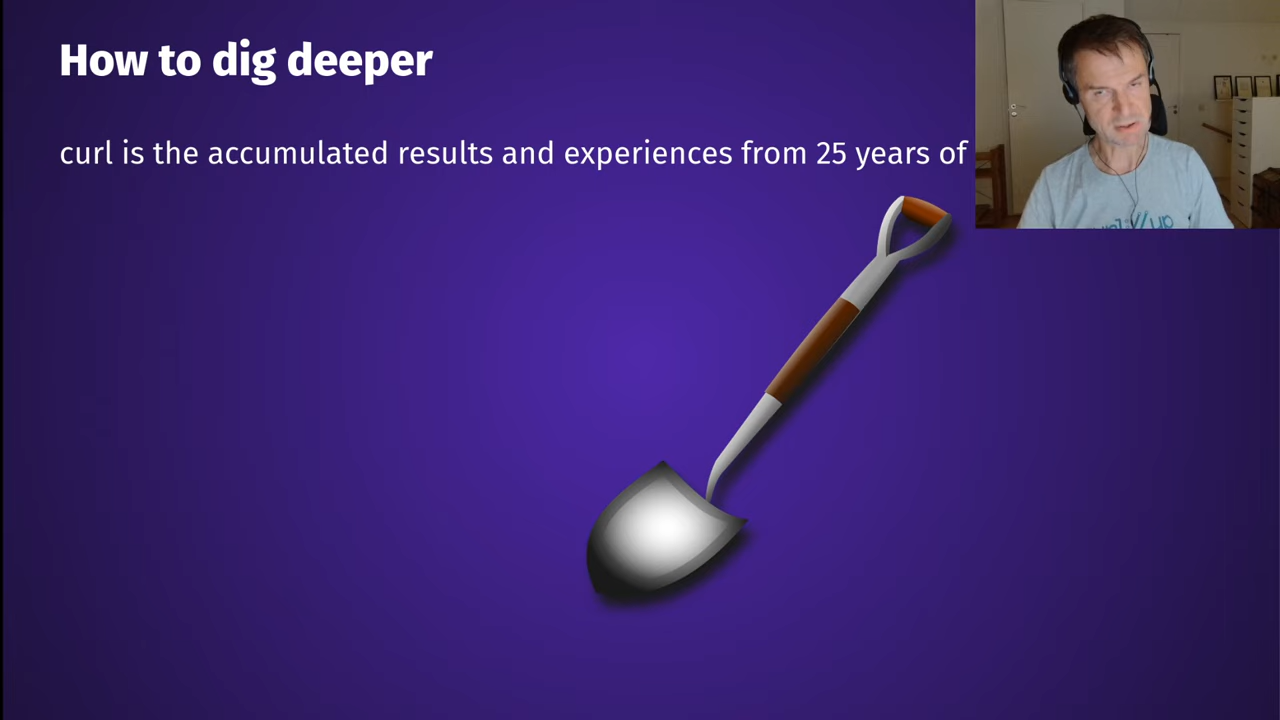 How to dig deeper
curl is the accumulated results and experiences from 25 years of